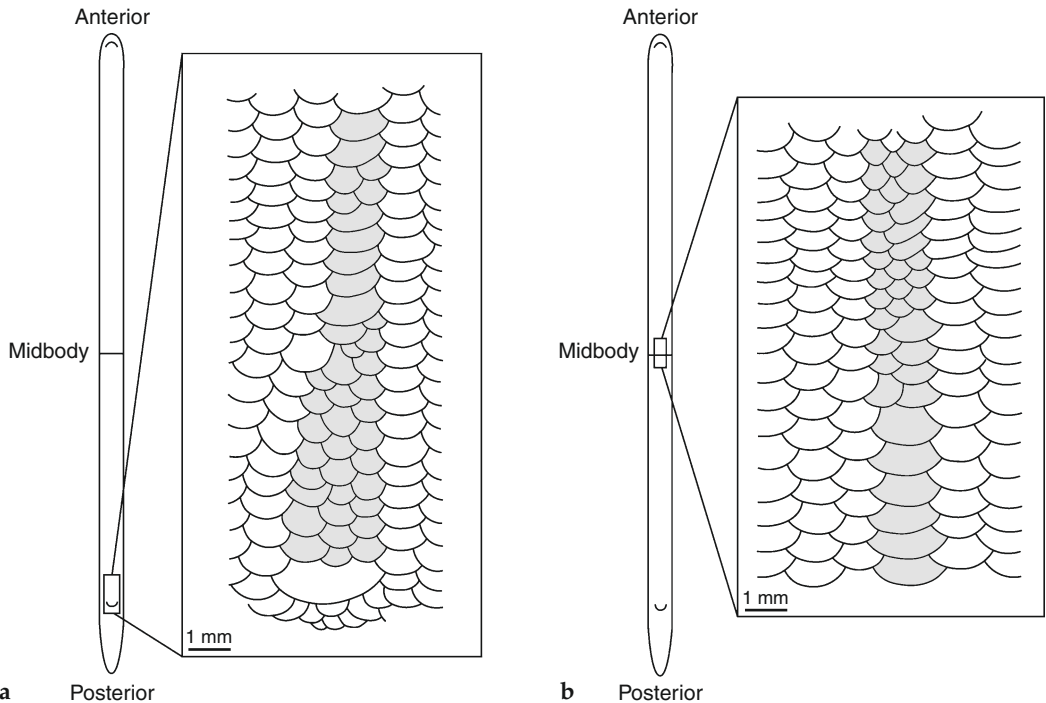 Anterior
Midbody
1 mm
a
Posterior
Anterior
Midbody
1 mm
b
Posterior